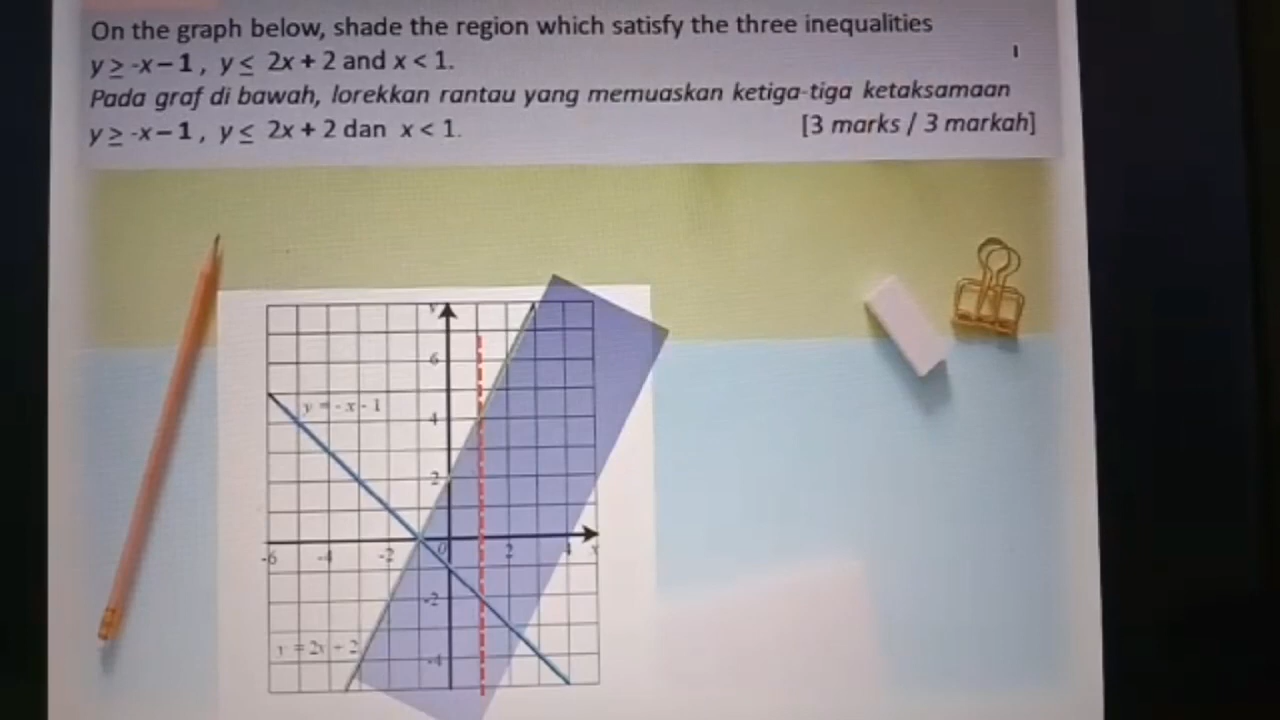 On the graph below, shade the region which satisfy the three inequalities
y ≥ -x – 1 , y ≤ 2x + 2 and x < 1.
Pada graf di bawah, lorekkan rantau yang memuaskan ketiga-tiga ketaksamaan
y ≥ -x – 1 , y ≤ 2x + 2 dan x < 1.
[3 marks / 3 markah]
y
6
y = - x - 1
4
2
-6 -4 -2 0 2 4 x
-2
y = 2x + 2
-4